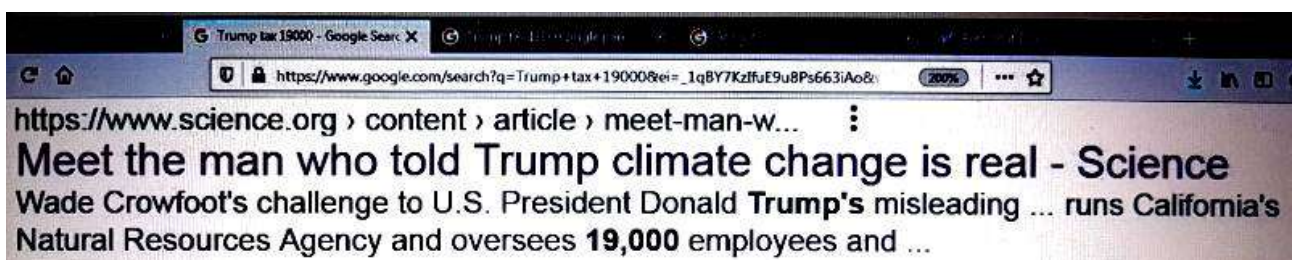 Trump tax 19000 - Google Searc
https://www.google.com/search?q=Trump+tax+19000&ei=_1qBY7KzIfuE9u8Ps663iAo&
200%
https://www.science.org › content › article › meet-man-w...
Meet the man who told Trump climate change is real - Science
Wade Crowfoot's challenge to U.S. President Donald Trump's misleading ... runs California's
Natural Resources Agency and oversees 19,000 employees and ...